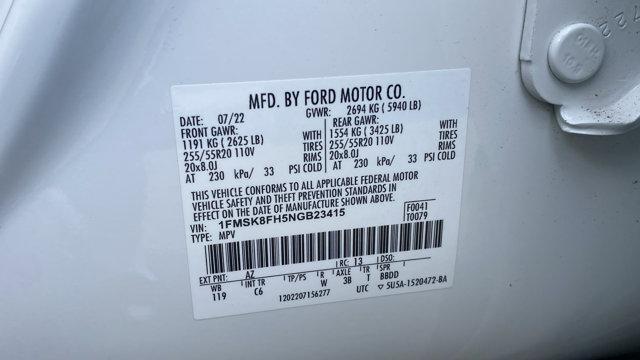 MFD. BY FORD MOTOR CO.
DATE: 07/22 GVWR: 2694 KG ( 5940 LB)
FRONT GAWR: REAR GAWR:
1191 KG ( 2625 LB) WITH 1554 KG ( 3425 LB) WITH
255/55R20 110V TIRES 255/55R20 110V TIRES
20x8.0J RIMS 20x8.0J RIMS
AT 230 kPa/ 33 PSI COLD AT 230 kPa/ 33 PSI COLD
THIS VEHICLE CONFORMS TO ALL APPLICABLE FEDERAL MOTOR
VEHICLE SAFETY AND THEFT PREVENTION STANDARDS IN
EFFECT ON THE DATE OF MANUFACTURE SHOWN ABOVE.
VIN: 1FMSK8FH5NGB23415 F0041
TYPE: MPV T0079
EXT PNT: AZ RC: 13 DSO:
WB INT TR TP/PS R AXLE TR SPR
119 C6 W 3B T BBDD
1202207156277 UTC 5U5A-1520472-BA